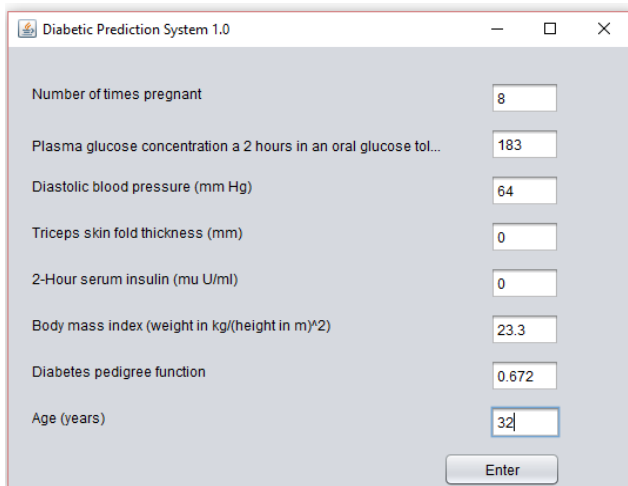 Diabetic Prediction System 1.0
Number of times pregnant 8
Plasma glucose concentration a 2 hours in an oral glucose tol... 183
Diastolic blood pressure (mm Hg) 64
Triceps skin fold thickness (mm) 0
2-Hour serum insulin (mu U/ml) 0
Body mass index (weight in kg/(height in m)^2) 23.3
Diabetes pedigree function 0.672
Age (years) 32
Enter